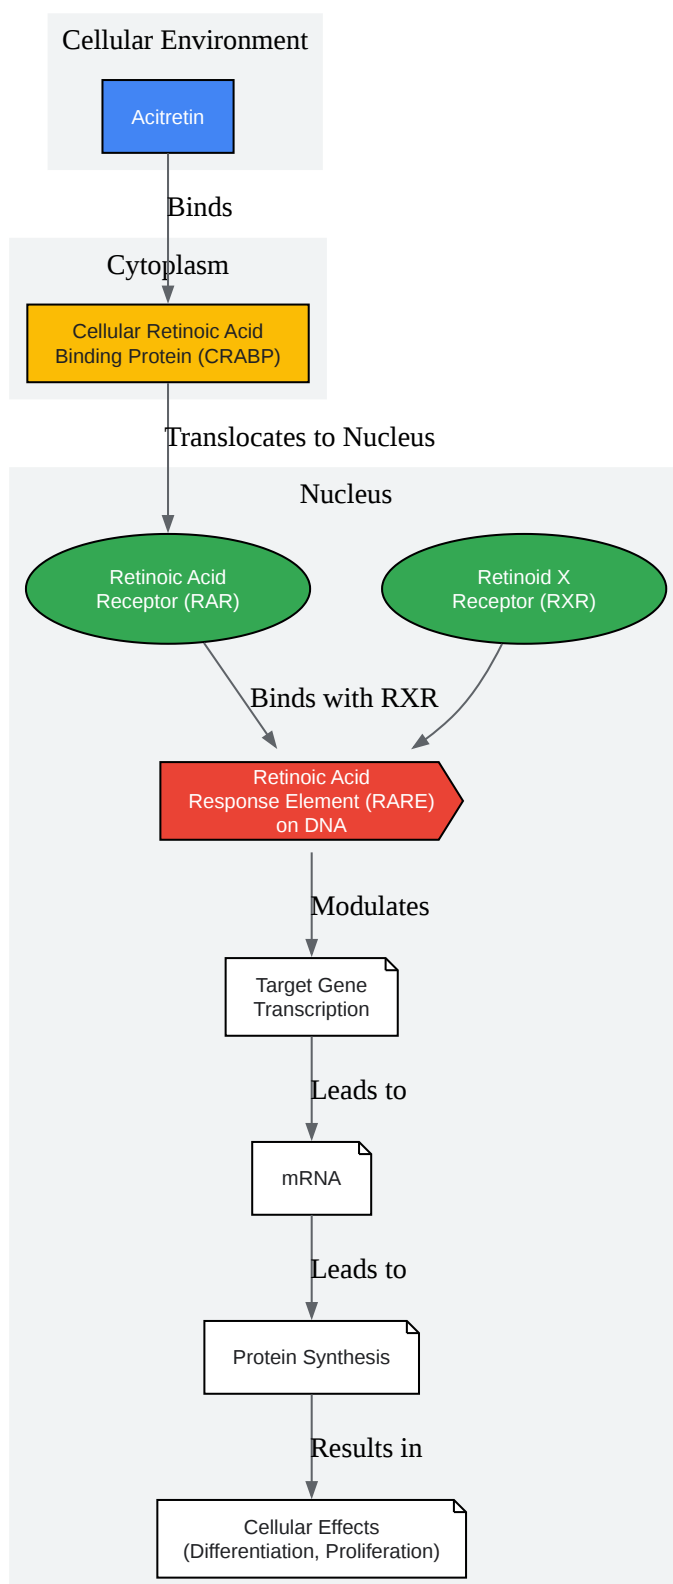 Cellular Environment
Acitretin
Binds
Cytoplasm
Cellular Retinoic Acid
Binding Protein (CRABP)
Translocates to Nucleus
Nucleus
Retinoic Acid
Receptor (RAR)
Retinoid X
Receptor (RXR)
Binds with RXR
Retinoic Acid
Response Element (RARE)
on DNA
Modulates
Target Gene
Transcription
Leads to
mRNA
Leads to
Protein Synthesis
Results in
Cellular Effects
(Differentiation, Proliferation)